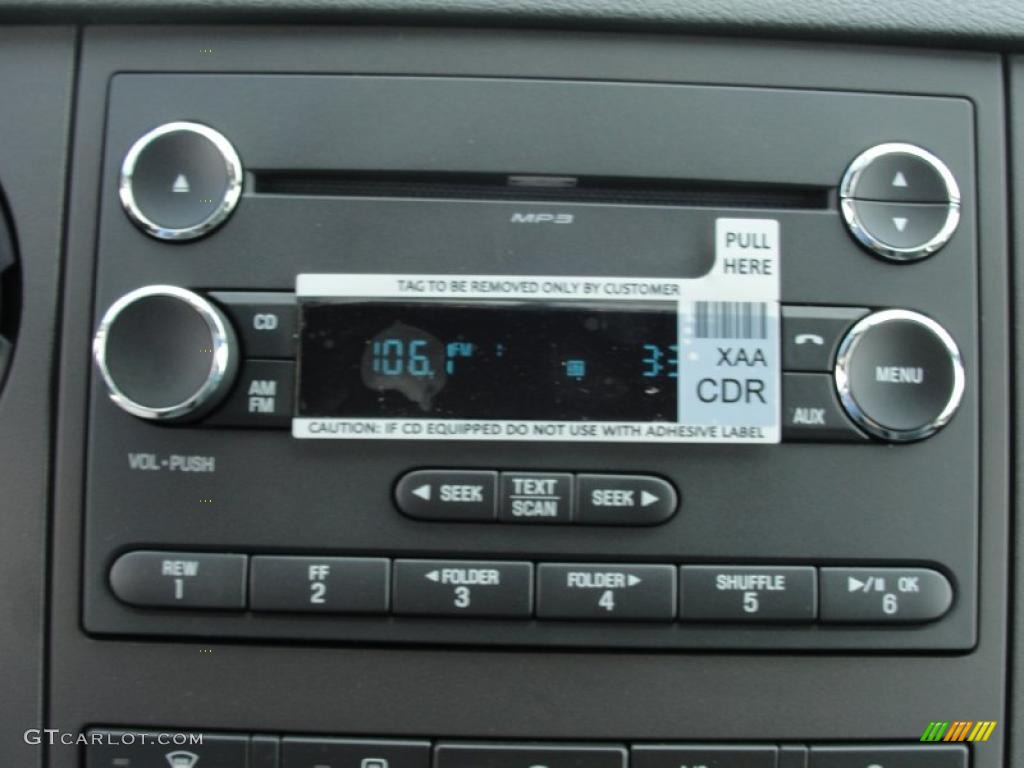 MP3
PULL
HERE
TAG TO BE REMOVED ONLY BY CUSTOMER
CD
XAA
CDR
106.1 FM
MENU
AM
FM
AUX
CAUTION: IF CD EQUIPPED DO NOT USE WITH ADHESIVE LABEL
VOL•PUSH
◀ SEEK
TEXT
SCAN
SEEK ▶
REW
1
FF
2
◀FOLDER
3
FOLDER▶
4
SHUFFLE
5
▶/II OK
6
GTCARLOT.COM